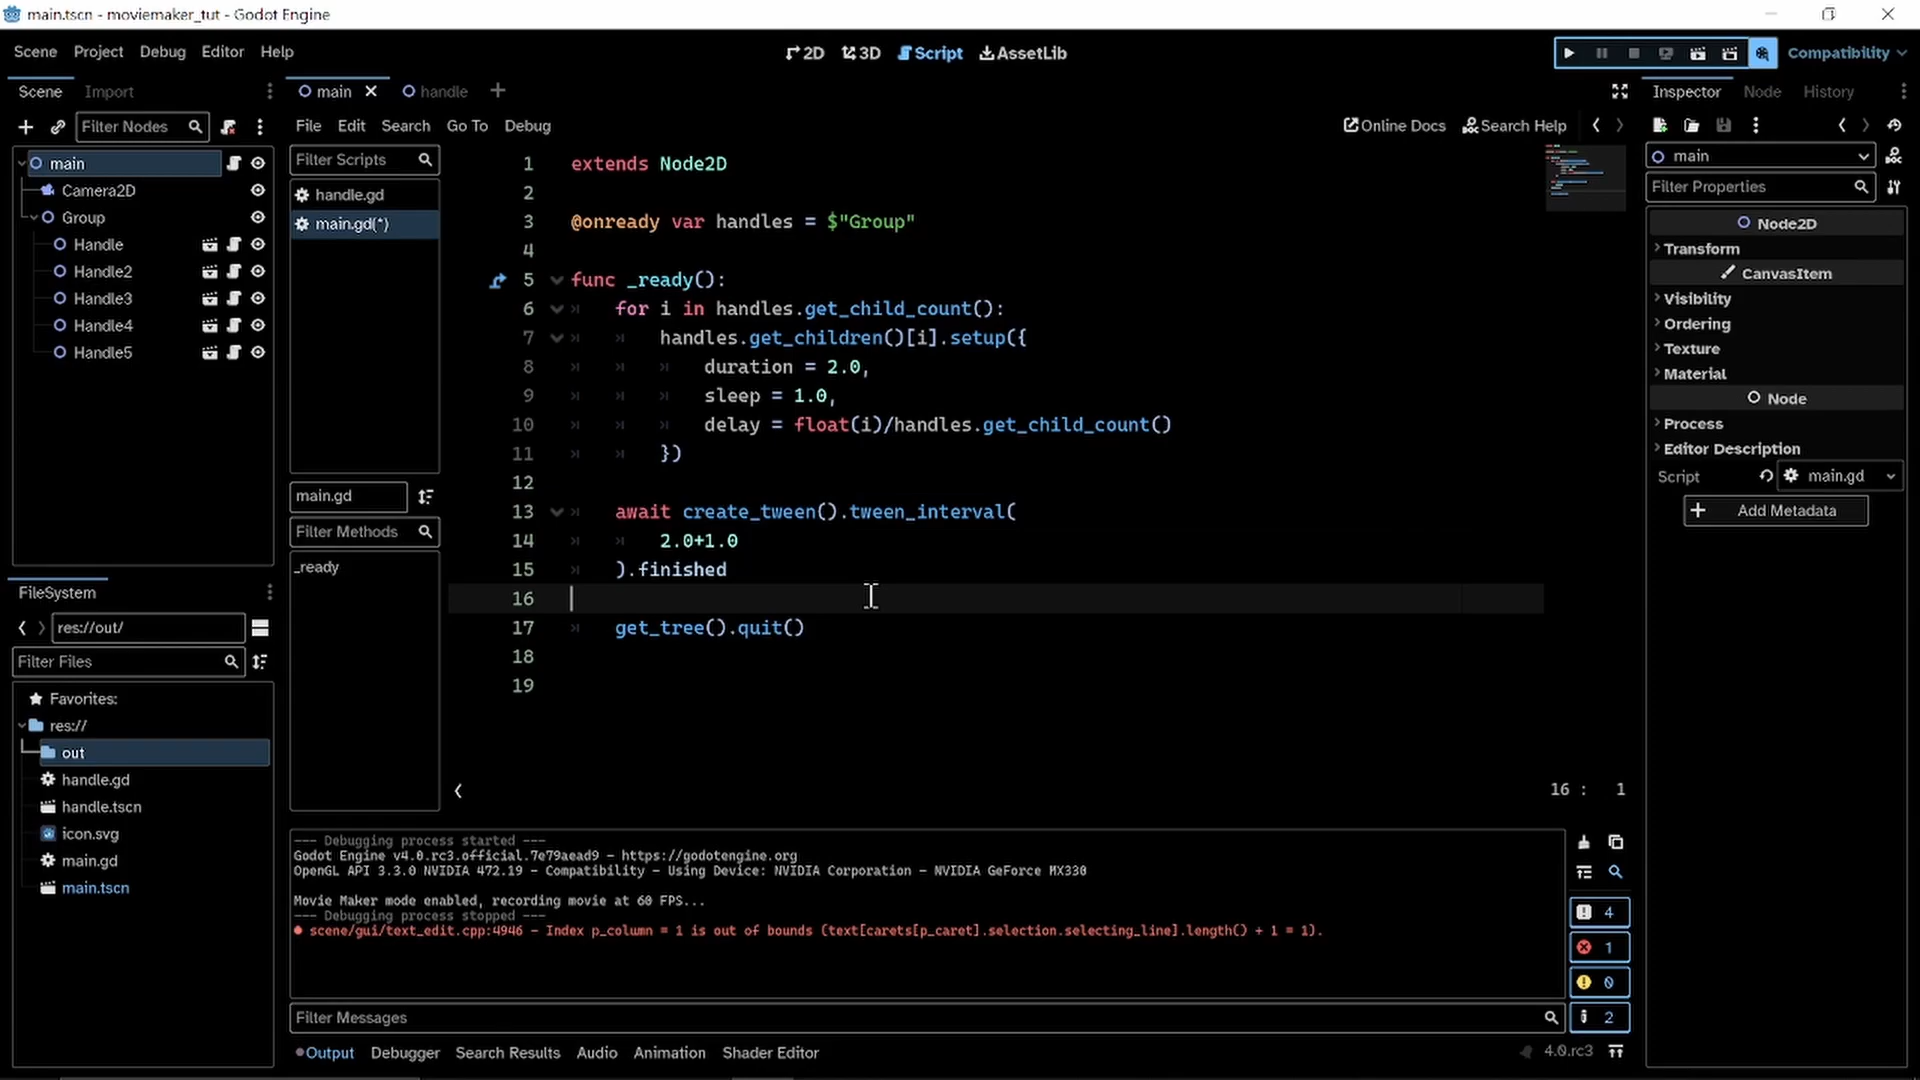 main.tscn - moviemaker_tut - Godot Engine
Scene Project Debug Editor Help
2D 3D Script AssetLib
Compatibility
Scene Import
Filter Nodes
main
Camera2D
Group
Handle
Handle2
Handle3
Handle4
Handle5
FileSystem
res://out/
Filter Files
Favorites:
res://
out
handle.gd
handle.tscn
icon.svg
main.gd
main.tscn
main handle
File Edit Search Go To Debug
Online Docs Search Help
Filter Scripts
handle.gd
main.gd(*)
main.gd
Filter Methods
_ready
1 extends Node2D
2
3 @onready var handles = $"Group"
4
5 func _ready():
6 for i in handles.get_child_count():
7 handles.get_children()[i].setup({
8 duration = 2.0,
9 sleep = 1.0,
10 delay = float(i)/handles.get_child_count()
11 })
12
13 await create_tween().tween_interval(
14 2.0+1.0
15 ).finished
16
17 get_tree().quit()
18
19
16 : 1
--- Debugging process started ---
Godot Engine v4.0.rc3.official.7e79aead9 - https://godotengine.org
OpenGL API 3.3.0 NVIDIA 472.19 - Compatibility - Using Device: NVIDIA Corporation - NVIDIA GeForce MX330
Movie Maker mode enabled, recording movie at 60 FPS...
--- Debugging process stopped ---
scene/gui/text_edit.cpp:4946 - Index p_column = 1 is out of bounds (text[carets[p_caret].selection.selecting_line].length() + 1 = 1).
4
1
0
2
Filter Messages
Output Debugger Search Results Audio Animation Shader Editor
4.0.rc3
Inspector Node History
main
Filter Properties
Node2D
Transform
CanvasItem
Visibility
Ordering
Texture
Material
Node
Process
Editor Description
Script main.gd
Add Metadata